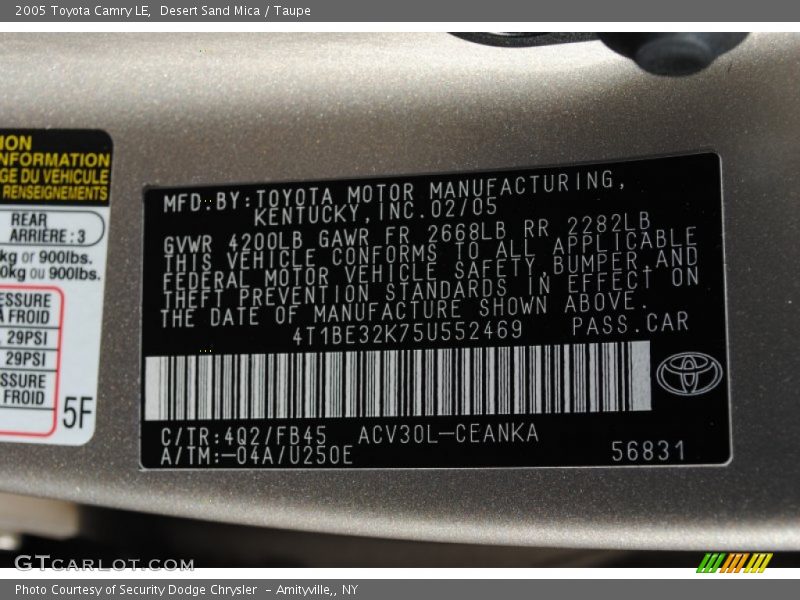 2005 Toyota Camry LE, Desert Sand Mica / Taupe
ION
NFORMATION
GE DU VÉHICULE
RENSEIGNEMENTS
REAR
ARRIÈRE : 3
kg or 900lbs.
0kg ou 900lbs.
ESSURE
À FROID
29PSI
29PSI
SSURE
FROID
5F
MFD.BY:TOYOTA MOTOR MANUFACTURING,
KENTUCKY,INC.02/05
GVWR 4200LB GAWR FR 2668LB RR 2282LB
THIS VEHICLE CONFORMS TO ALL APPLICABLE
FEDERAL MOTOR VEHICLE SAFETY,BUMPER AND
THEFT PREVENTION STANDARDS IN EFFECT ON
THE DATE OF MANUFACTURE SHOWN ABOVE.
4T1BE32K75U552469 PASS.CAR
C/TR:4Q2/FB45 ACV30L-CEANKA
A/TM:-04A/U250E 56831
GTCARLOT.COM
Photo Courtesy of Security Dodge Chrysler - Amityville,, NY